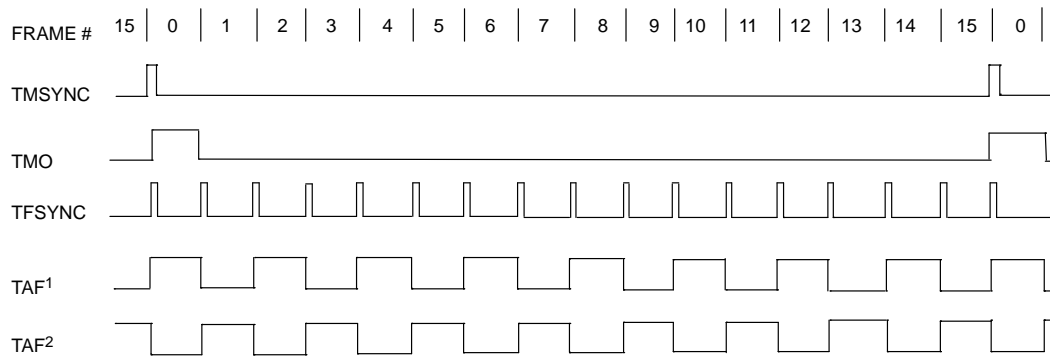 FRAME # 15 0 1 2 3 4 5 6 7 8 9 10 11 12 13 14 15 0
TMSYNC
TMO
TFSYNC
TAF1
TAF2